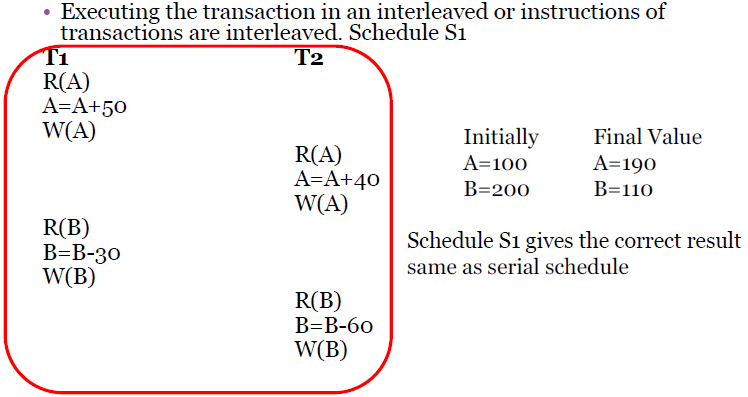 • Executing the transaction in an interleaved or instructions of
transactions are interleaved. Schedule S1
T1 T2
R(A)
A=A+50
W(A)
R(A)
A=A+40
W(A)
R(B)
B=B-30
W(B)
R(B)
B=B-60
W(B)
Initially Final Value
A=100 A=190
B=200 B=110
Schedule S1 gives the correct result
same as serial schedule